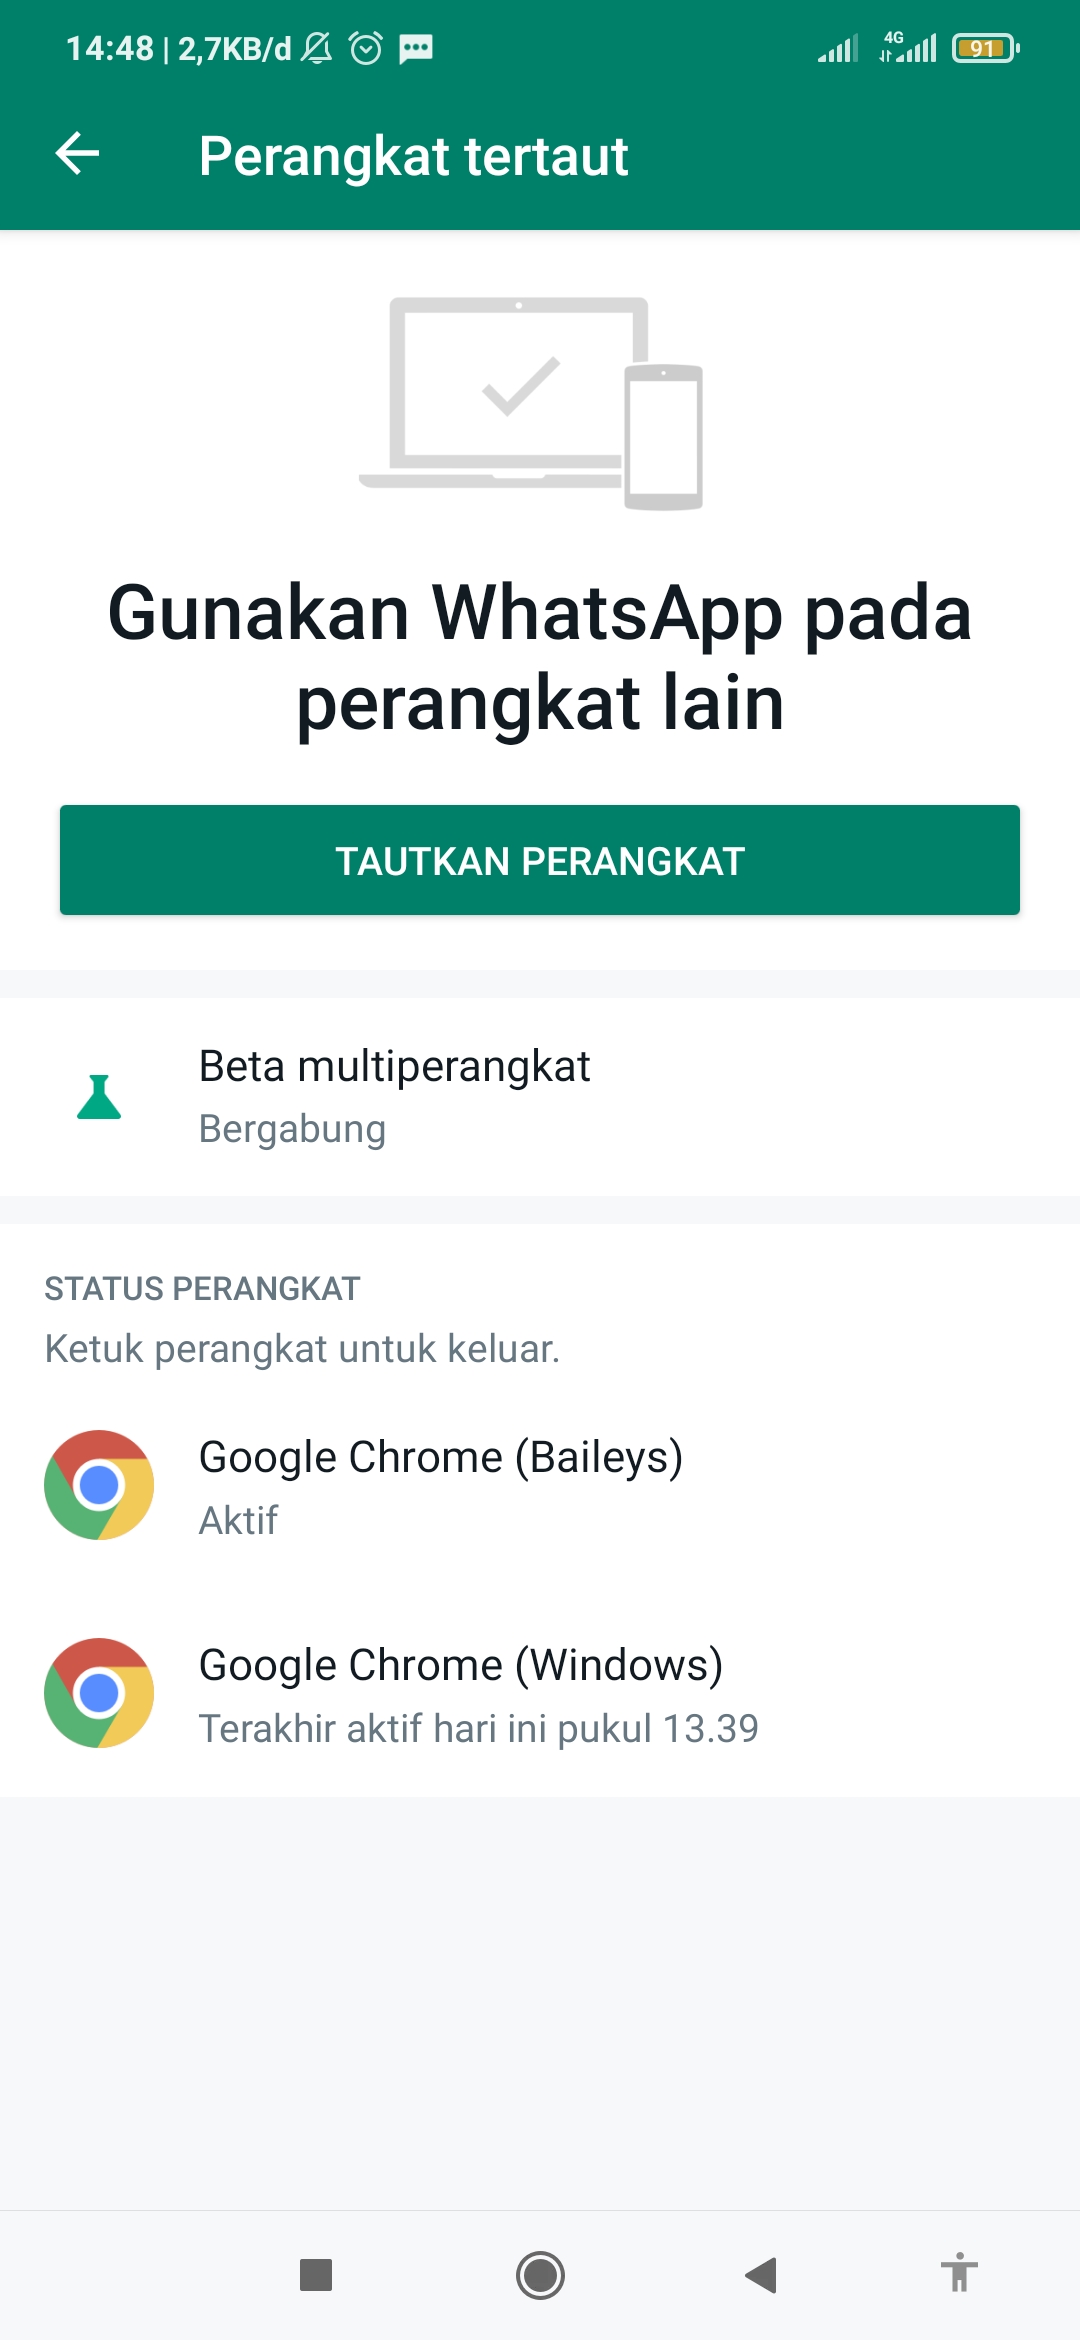 14:48 | 2,7KB/d
4G
91
Perangkat tertaut
Gunakan WhatsApp pada
perangkat lain
TAUTKAN PERANGKAT
Beta multiperangkat
Bergabung
STATUS PERANGKAT
Ketuk perangkat untuk keluar.
Google Chrome (Baileys)
Aktif
Google Chrome (Windows)
Terakhir aktif hari ini pukul 13.39